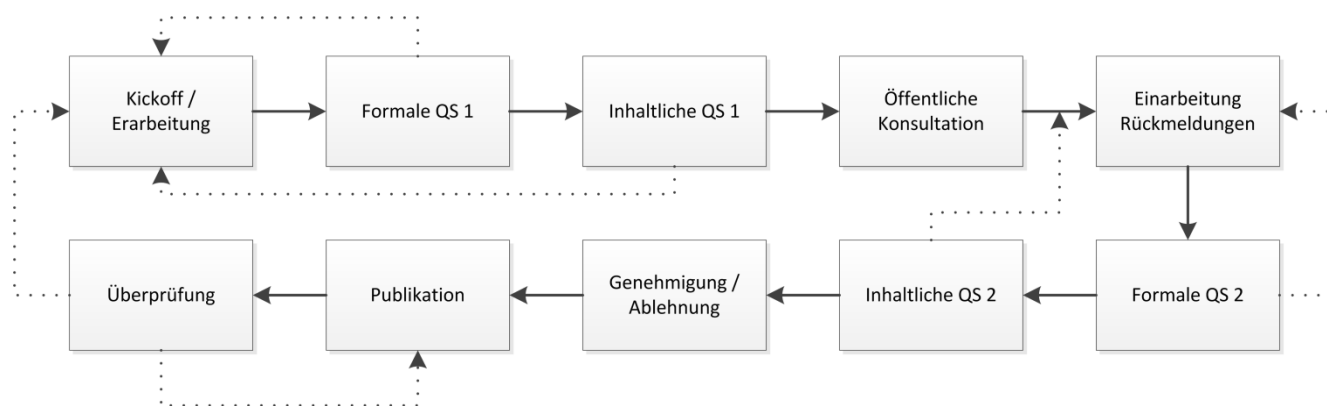 Kickoff /
Erarbeitung
Formale QS 1
Inhaltliche QS 1
Öffentliche
Konsultation
Einarbeitung
Rückmeldungen
Überprüfung
Publikation
Genehmigung /
Ablehnung
Inhaltliche QS 2
Formale QS 2